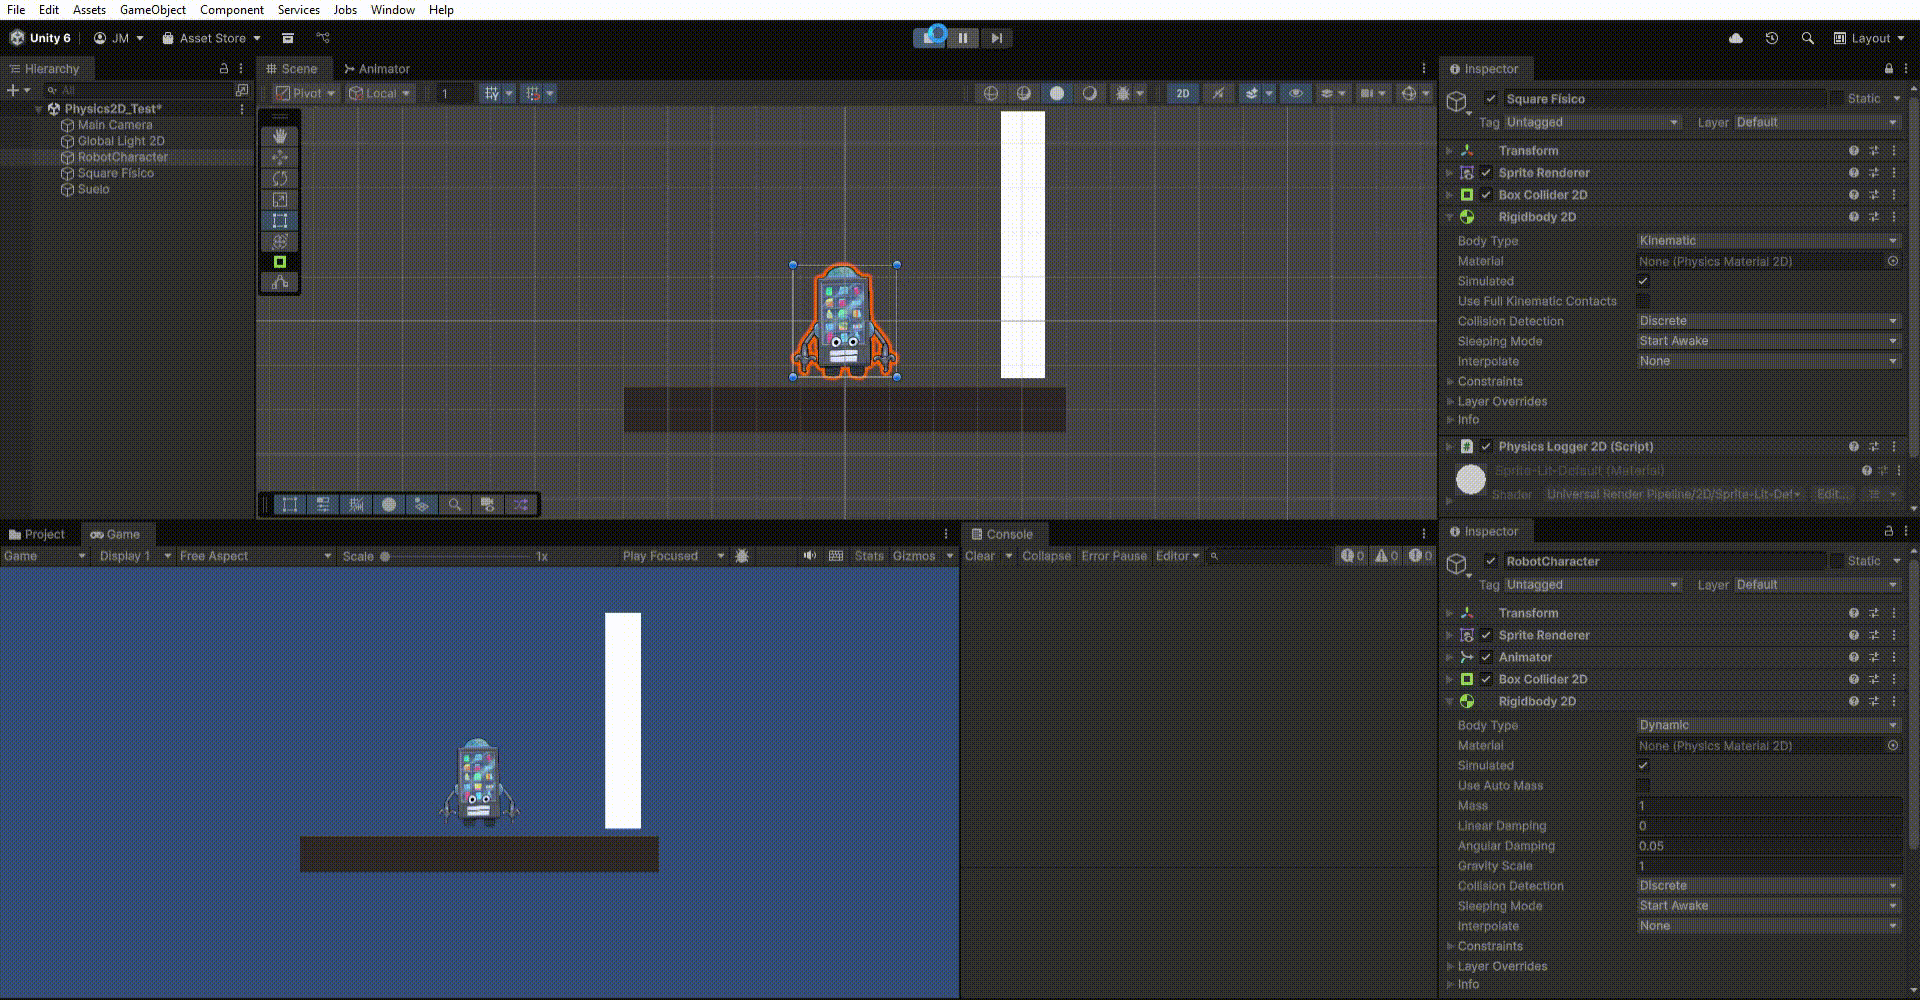 File Edit Assets GameObject Component Services Jobs Window Help
Unity 6 JM Asset Store Layout
Hierarchy
All
Physics2D_Test*
Main Camera
Global Light 2D
RobotCharacter
Square Físico
Suelo
Scene Animator
Pivot Local 1 2D
Inspector
Square Físico Static
Tag Untagged Layer Default
Transform
Sprite Renderer
Box Collider 2D
Rigidbody 2D
Body Type Kinematic
Material None (Physics Material 2D)
Simulated
Use Full Kinematic Contacts
Collision Detection Discrete
Sleeping Mode Start Awake
Interpolate None
Constraints
Layer Overrides
Info
Physics Logger 2D (Script)
Sprite-Lit-Default (Material)
Shader Universal Render Pipeline/2D/Sprite-Lit-Def Edit...
Project Game
Game Display 1 Free Aspect Scale 1x Play Focused Stats Gizmos
Console
Clear Collapse Error Pause Editor 0 0 0
Inspector
RobotCharacter Static
Tag Untagged Layer Default
Transform
Sprite Renderer
Animator
Box Collider 2D
Rigidbody 2D
Body Type Dynamic
Material None (Physics Material 2D)
Simulated
Use Auto Mass
Mass 1
Linear Damping 0
Angular Damping 0.05
Gravity Scale 1
Collision Detection Discrete
Sleeping Mode Start Awake
Interpolate None
Constraints
Layer Overrides
Info